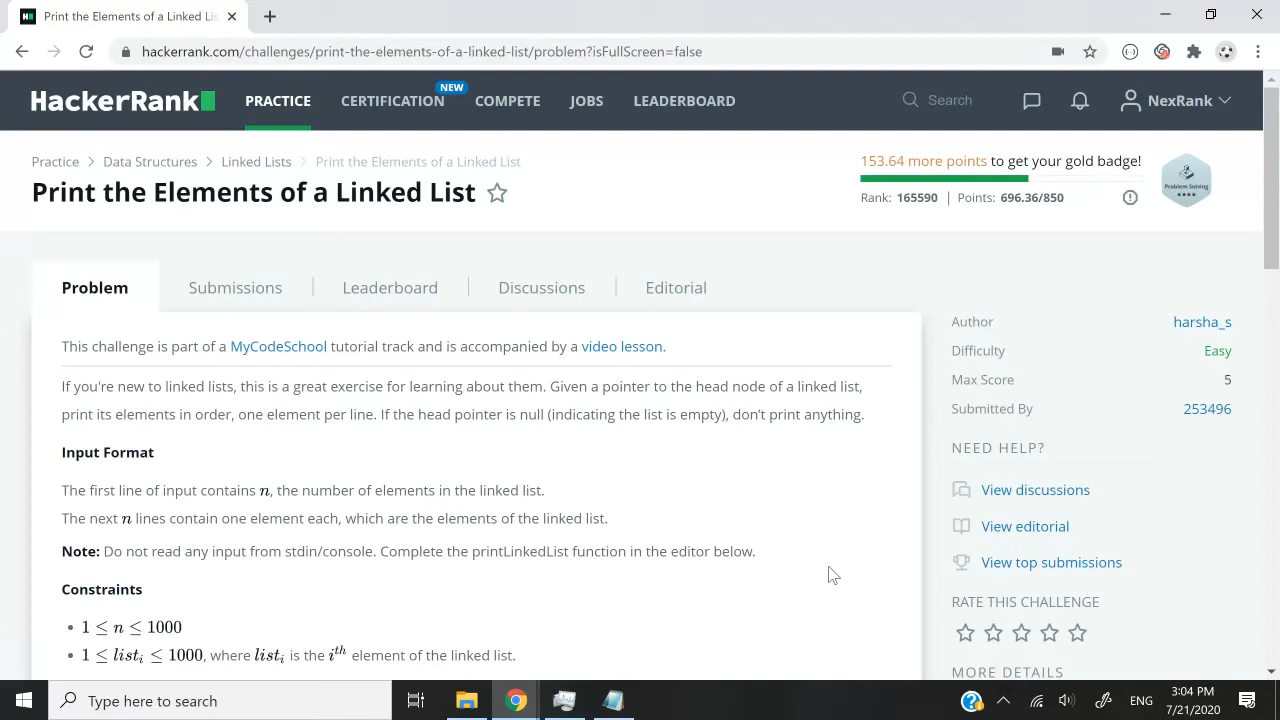 Print the Elements of a Linked Lis
hackerrank.com/challenges/print-the-elements-of-a-linked-list/problem?isFullScreen=false
HackerRank PRACTICE CERTIFICATION NEW COMPETE JOBS LEADERBOARD Search NexRank
Practice > Data Structures > Linked Lists > Print the Elements of a Linked List
153.64 more points to get your gold badge!
Print the Elements of a Linked List
Rank: 165590 | Points: 696.36/850
Problem Solving
Problem Submissions Leaderboard Discussions Editorial
This challenge is part of a MyCodeSchool tutorial track and is accompanied by a video lesson.
If you're new to linked lists, this is a great exercise for learning about them. Given a pointer to the head node of a linked list,
print its elements in order, one element per line. If the head pointer is null (indicating the list is empty), don't print anything.
Input Format
The first line of input contains n, the number of elements in the linked list.
The next n lines contain one element each, which are the elements of the linked list.
Note: Do not read any input from stdin/console. Complete the printLinkedList function in the editor below.
Constraints
• 1 ≤ n ≤ 1000
• 1 ≤ listᵢ ≤ 1000, where listᵢ is the iᵗʰ element of the linked list.
Author harsha_s
Difficulty Easy
Max Score 5
Submitted By 253496
NEED HELP?
View discussions
View editorial
View top submissions
RATE THIS CHALLENGE
MORE DETAILS
Type here to search
ENG
3:04 PM
7/21/2020